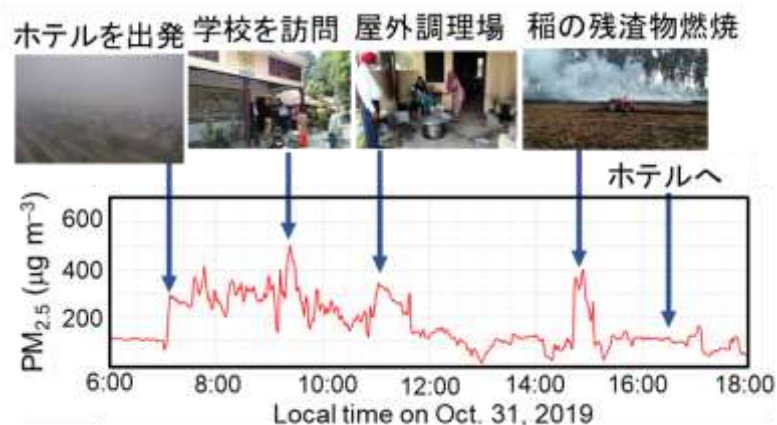 ホテルを出発 学校を訪問 屋外調理場 稲の残渣物燃焼
ホテルへ
PM2.5 (μg m−3)
600
400
200
6:00 8:00 10:00 12:00 14:00 16:00 18:00
Local time on Oct. 31, 2019